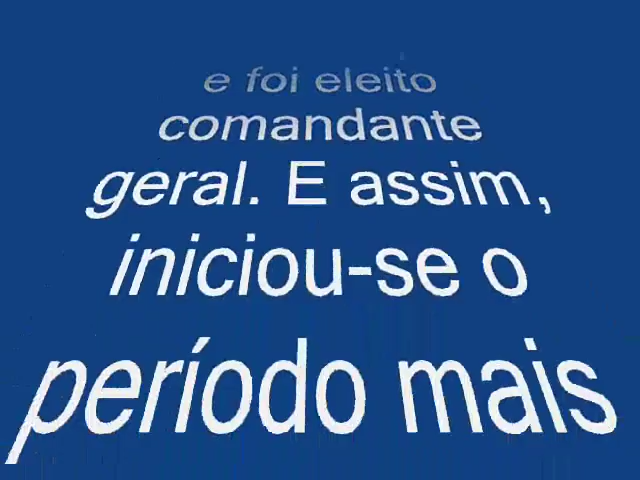 e foi eleito
comandante
geral. E assim,
iniciou-se o
período mais